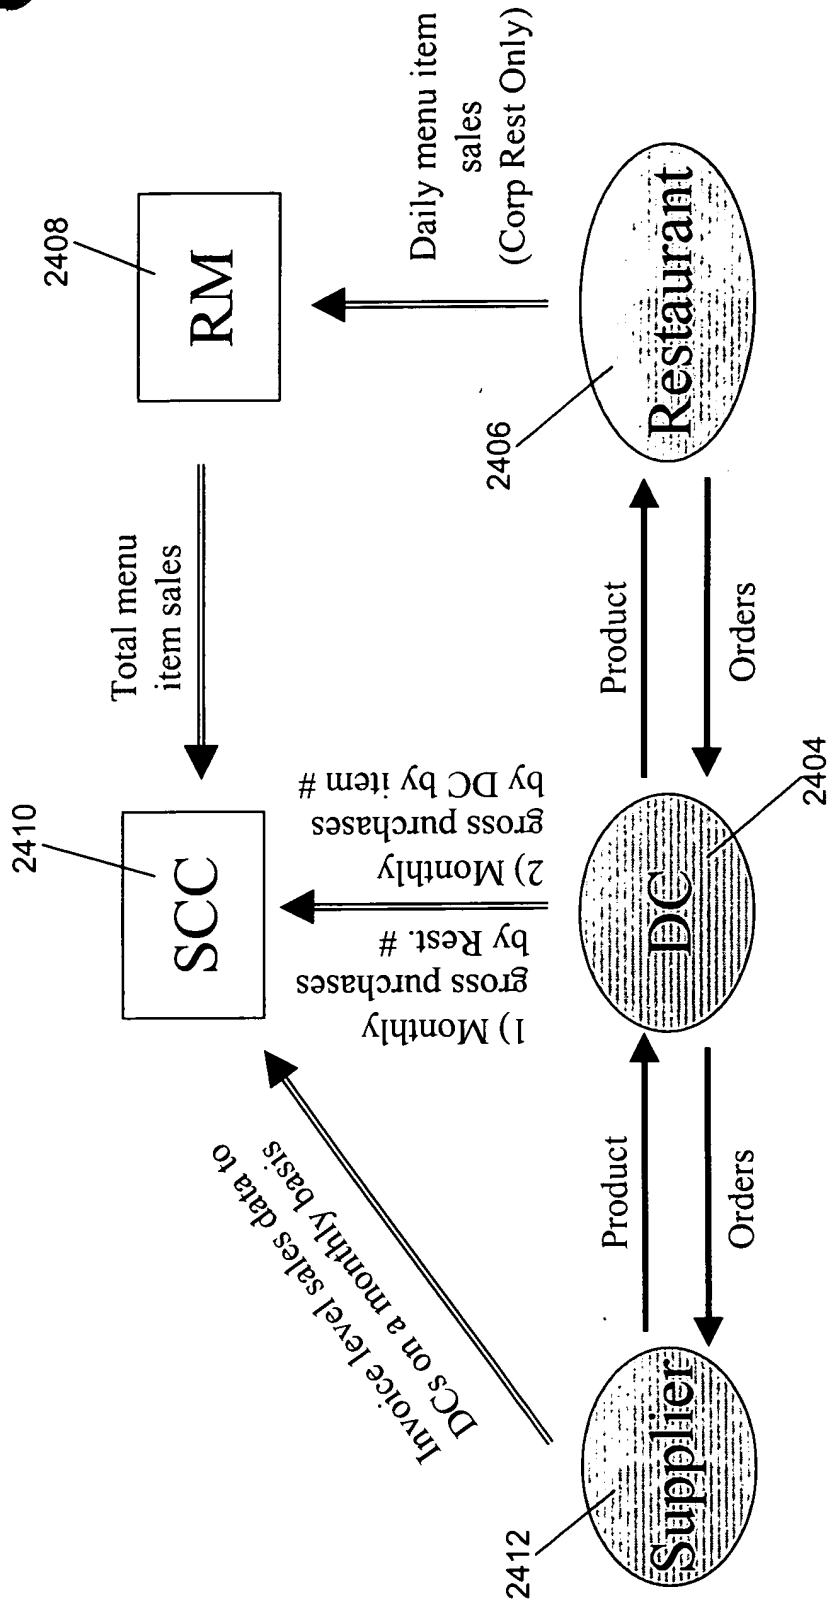 2410
SCC
Total menu
item sales
2408
RM
Invoice level sales data to
DCs on a monthly basis
1) Monthly
gross purchases
by Rest. #
2) Monthly
gross purchases
by DC by item #
Daily menu item
sales
(Corp Rest Only)
2412
Supplier
Product
Orders
DC
2404
Product
Orders
2406
Restaurant